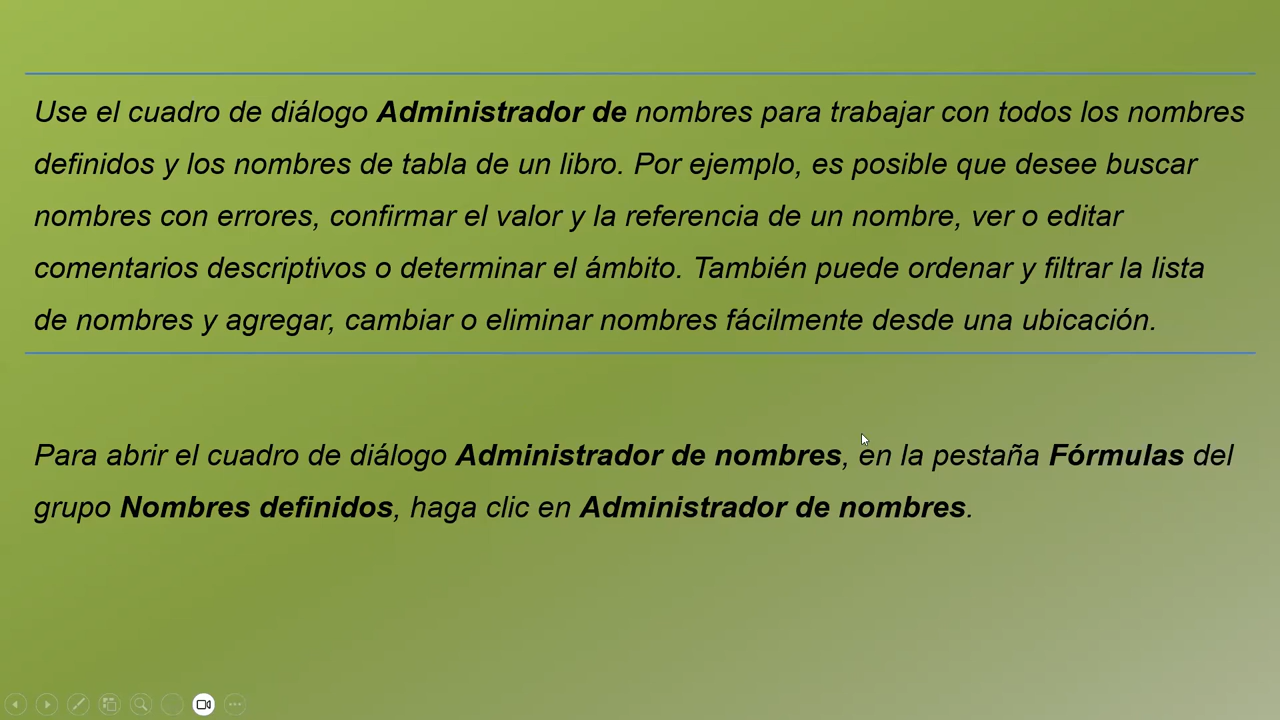 Use el cuadro de diálogo Administrador de nombres para trabajar con todos los nombres
definidos y los nombres de tabla de un libro. Por ejemplo, es posible que desee buscar
nombres con errores, confirmar el valor y la referencia de un nombre, ver o editar
comentarios descriptivos o determinar el ámbito. También puede ordenar y filtrar la lista
de nombres y agregar, cambiar o eliminar nombres fácilmente desde una ubicación.
Para abrir el cuadro de diálogo Administrador de nombres, en la pestaña Fórmulas del
grupo Nombres definidos, haga clic en Administrador de nombres.